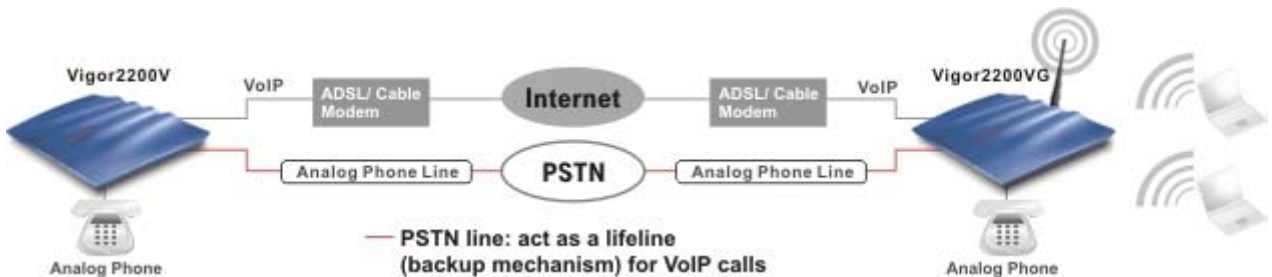 Vigor2200V
VoIP
ADSL/ Cable
Modem
Internet
ADSL/ Cable
Modem
VoIP
Vigor2200VG
Analog Phone Line
PSTN
Analog Phone Line
PSTN line: act as a lifeline
(backup mechanism) for VoIP calls
Analog Phone
Analog Phone